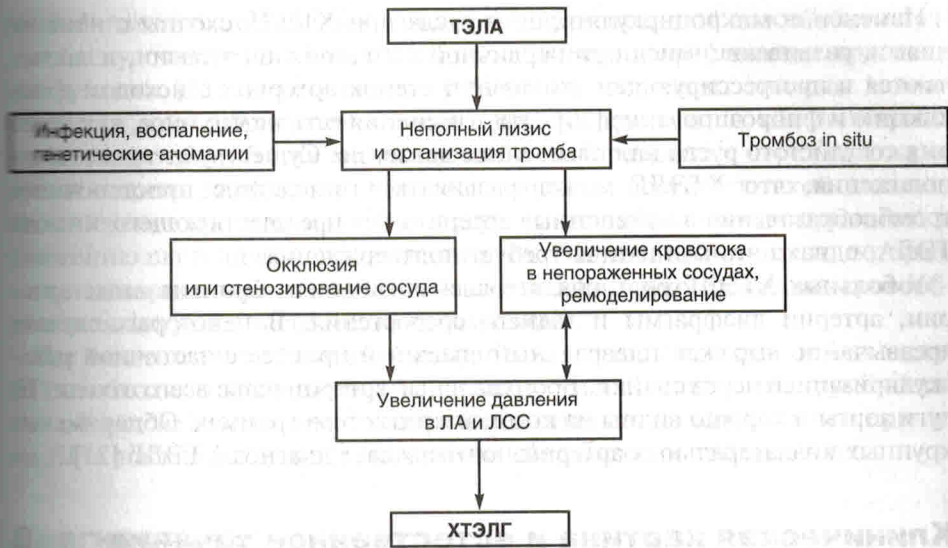 ТЭЛА
Инфекция, воспаление,
генетические аномалии
Неполный лизис
и организация тромба
Тромбоз in situ
Окклюзия
или стенозирование сосуда
Увеличение кровотока
в непораженных сосудах,
ремоделирование
Увеличение давления
в ЛА и ЛСС
ХТЭЛГ